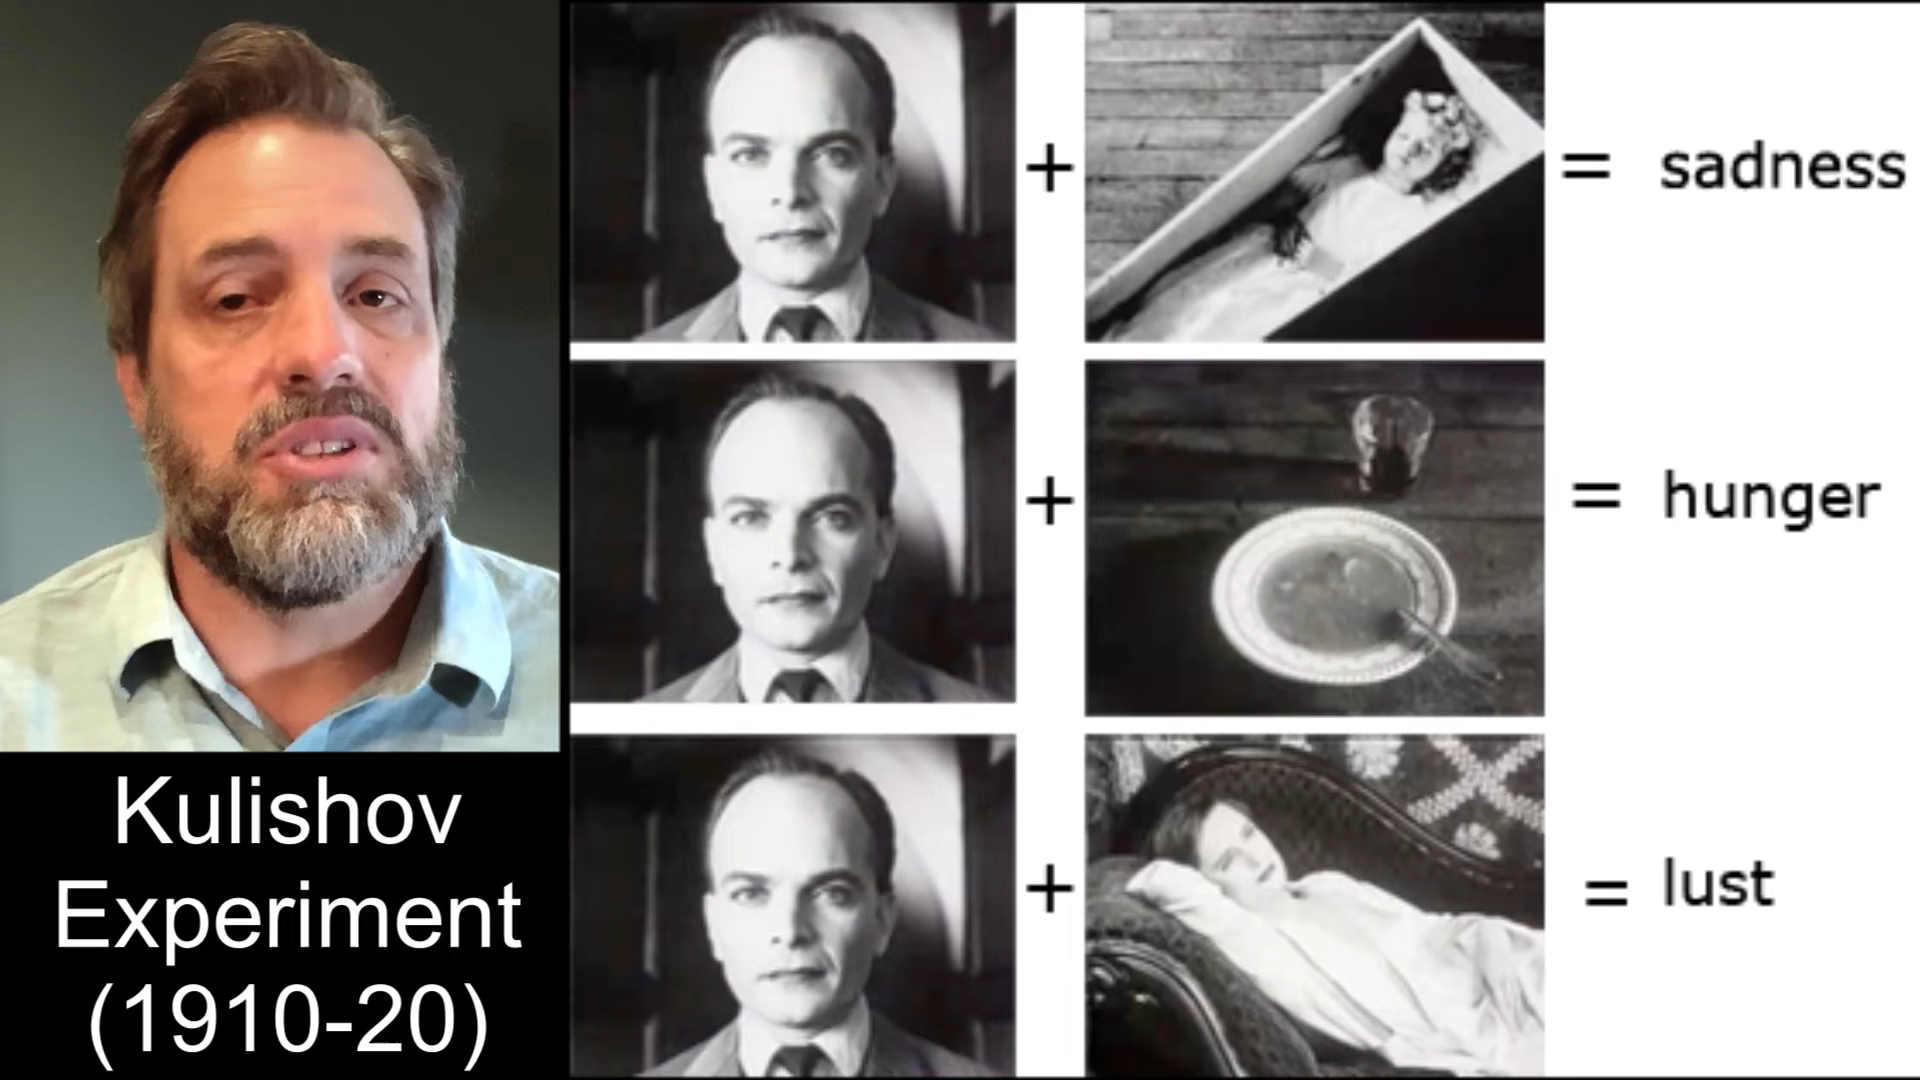 + = sadness
+ = hunger
+ = lust
Kulishov
Experiment
(1910-20)